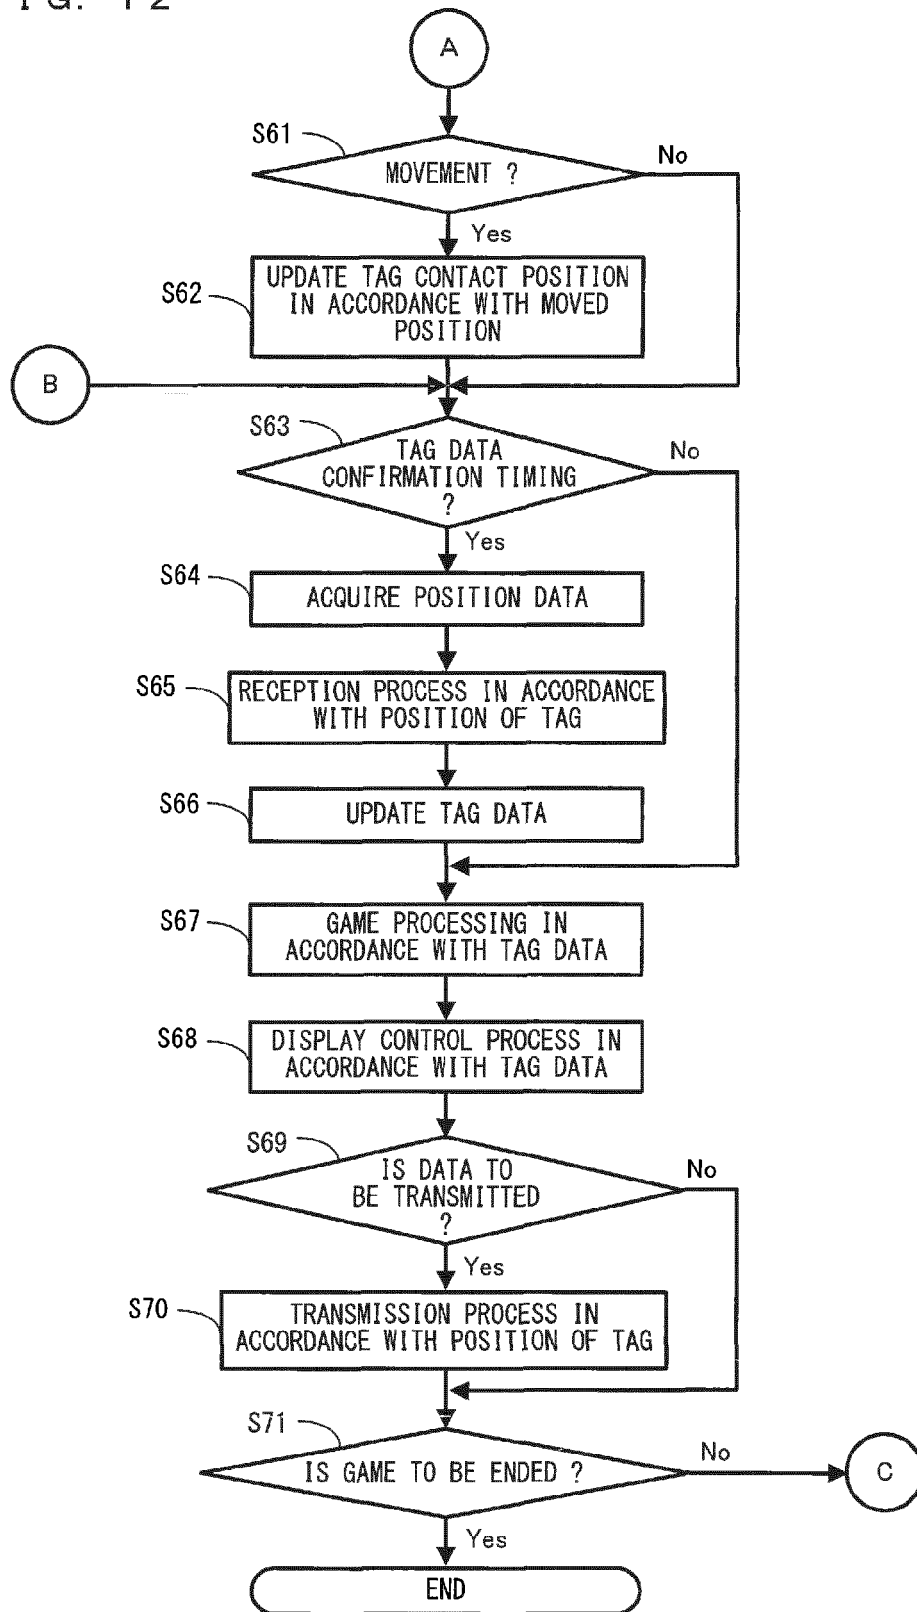 FIG. 12
A
S61
MOVEMENT ?
No
Yes
S62
UPDATE TAG CONTACT POSITION
IN ACCORDANCE WITH MOVED
POSITION
B
S63
TAG DATA
CONFIRMATION TIMING
?
No
Yes
S64
ACQUIRE POSITION DATA
S65
RECEPTION PROCESS IN ACCORDANCE
WITH POSITION OF TAG
S66
UPDATE TAG DATA
S67
GAME PROCESSING IN
ACCORDANCE WITH TAG DATA
S68
DISPLAY CONTROL PROCESS IN
ACCORDANCE WITH TAG DATA
S69
IS DATA TO
BE TRANSMITTED
?
No
Yes
S70
TRANSMISSION PROCESS IN
ACCORDANCE WITH POSITION OF TAG
S71
IS GAME TO BE ENDED ?
No
C
Yes
END